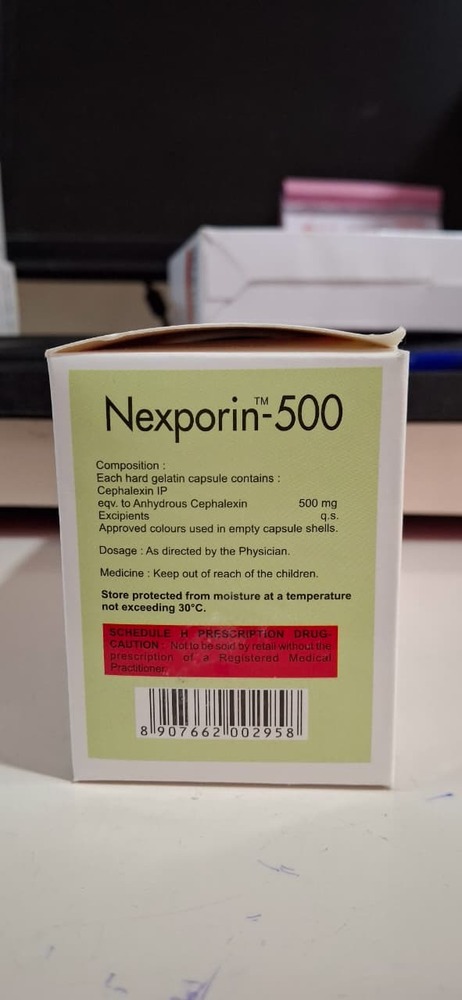 Nexporin™-500
Composition :
Each hard gelatin capsule contains :
Cephalexin IP
eqv. to Anhydrous Cephalexin 500 mg
Excipients q.s.
Approved colours used in empty capsule shells.
Dosage : As directed by the Physician.
Medicine : Keep out of reach of the children.
Store protected from moisture at a temperature
not exceeding 30°C.
SCHEDULE H PRESCRIPTION DRUG-
CAUTION : Not to be sold by retail without the
prescription of a Registered Medical
Practitioner.
8 907662 002958